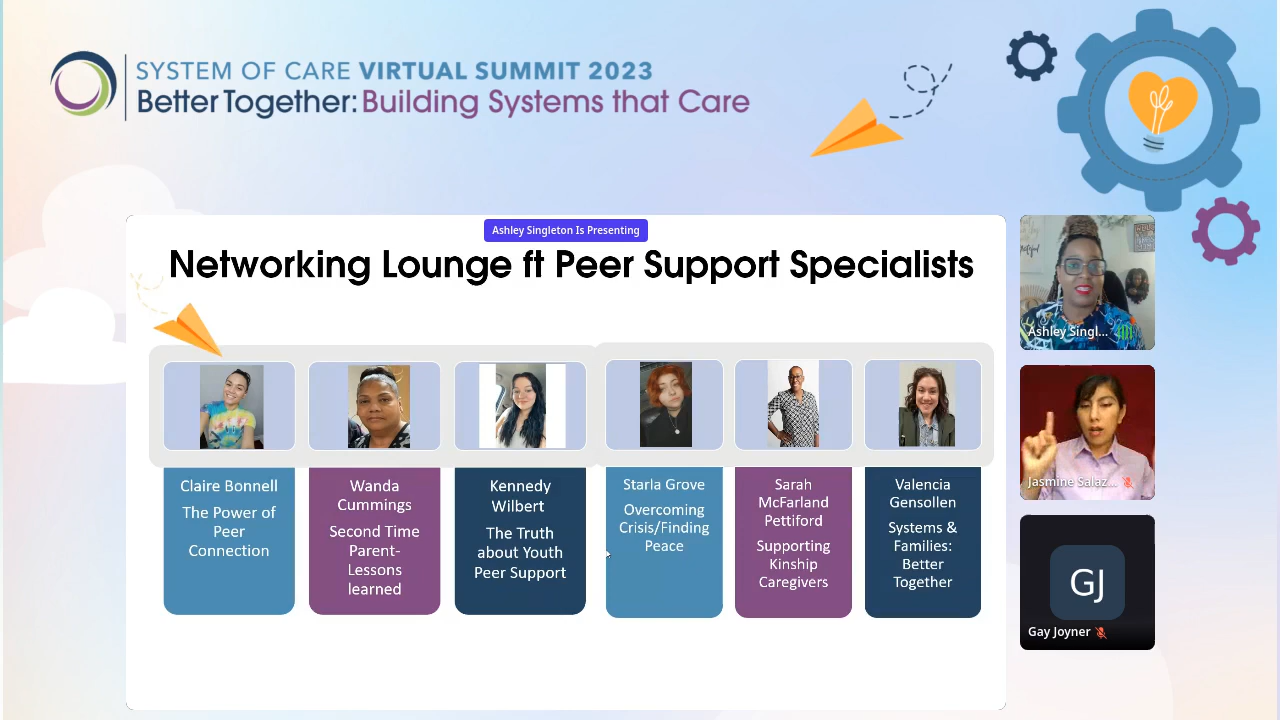 SYSTEM OF CARE VIRTUAL SUMMIT 2023
Better Together: Building Systems that Care
Ashley Singleton Is Presenting
Networking Lounge ft Peer Support Specialists
Claire Bonnell
The Power of
Peer
Connection
Wanda
Cummings
Second Time
Parent-
Lessons
learned
Kennedy
Wilbert
The Truth
about Youth
Peer Support
Starla Grove
Overcoming
Crisis/Finding
Peace
Sarah
McFarland
Pettiford
Supporting
Kinship
Caregivers
Valencia
Gensollen
Systems &
Families:
Better
Together
Ashley Singl...
Jasmine Salaz...
GJ
Gay Joyner